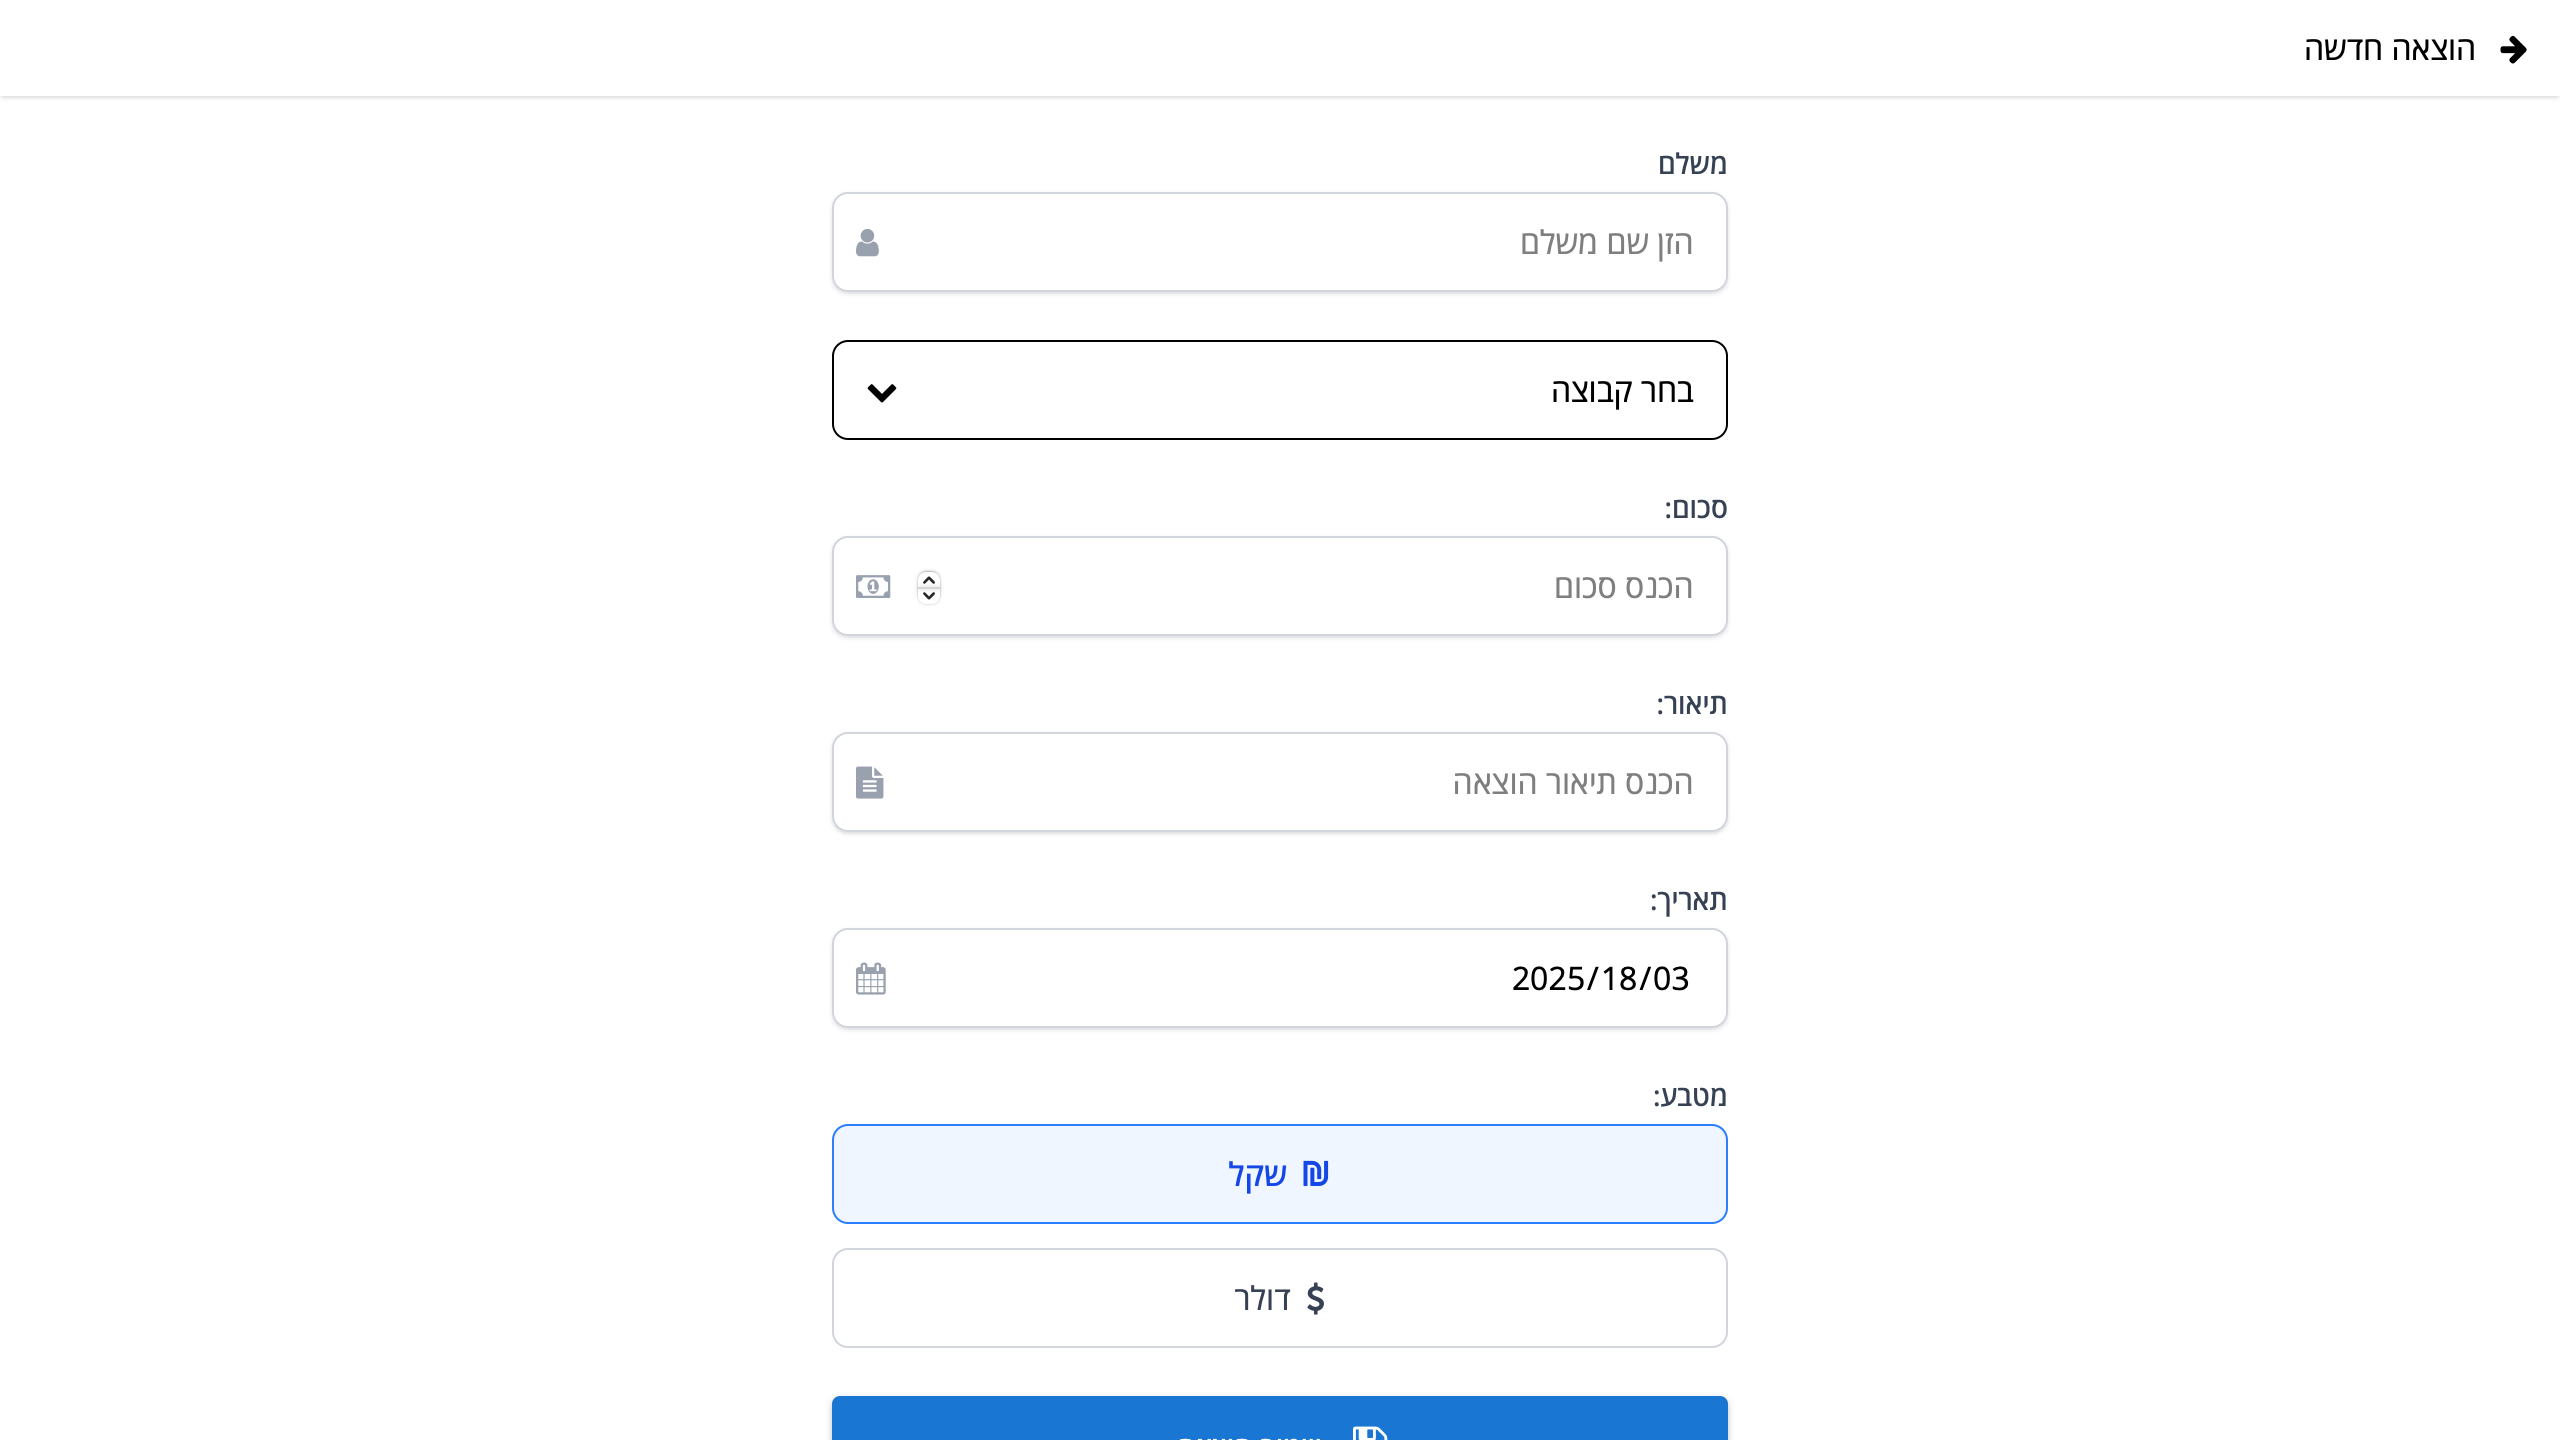 הוצאה חדשה
משלם
הזן שם משלם
בחר קבוצה
סכום:
הכנס סכום
תיאור:
הכנס תיאור הוצאה
תאריך:
2025/18/03
מטבע:
₪ שקל
$ דולר